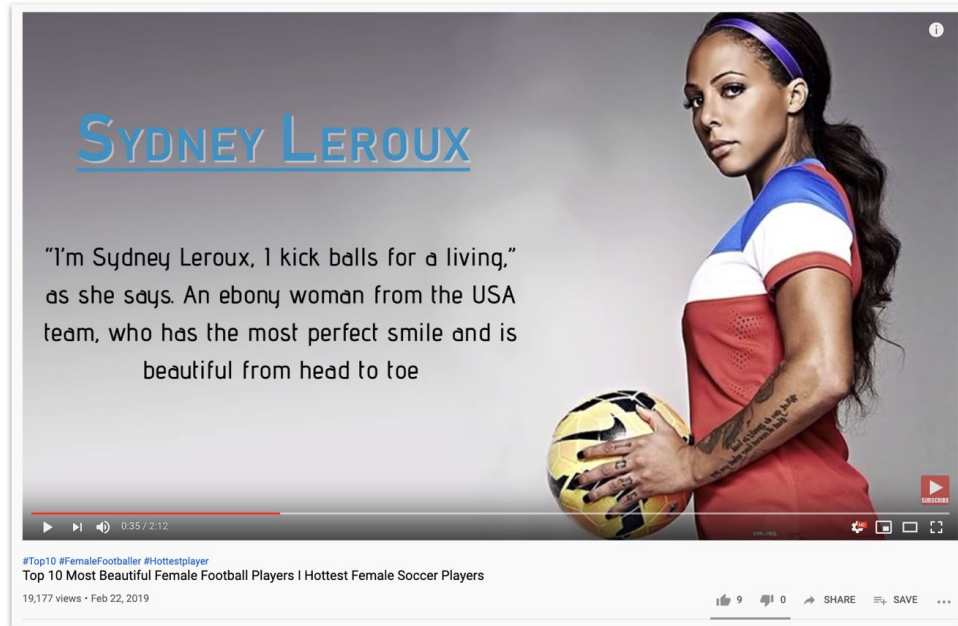 SYDNEY LEROUX
“I'm Sydney Leroux, I kick balls for a living,”
as she says. An ebony woman from the USA
team, who has the most perfect smile and is
beautiful from head to toe
SUBSCRIBE
0:35 / 2:12
HD
#Top10 #FemaleFootballer #Hottestplayer
Top 10 Most Beautiful Female Football Players I Hottest Female Soccer Players
19,177 views • Feb 22, 2019
9 0 SHARE SAVE